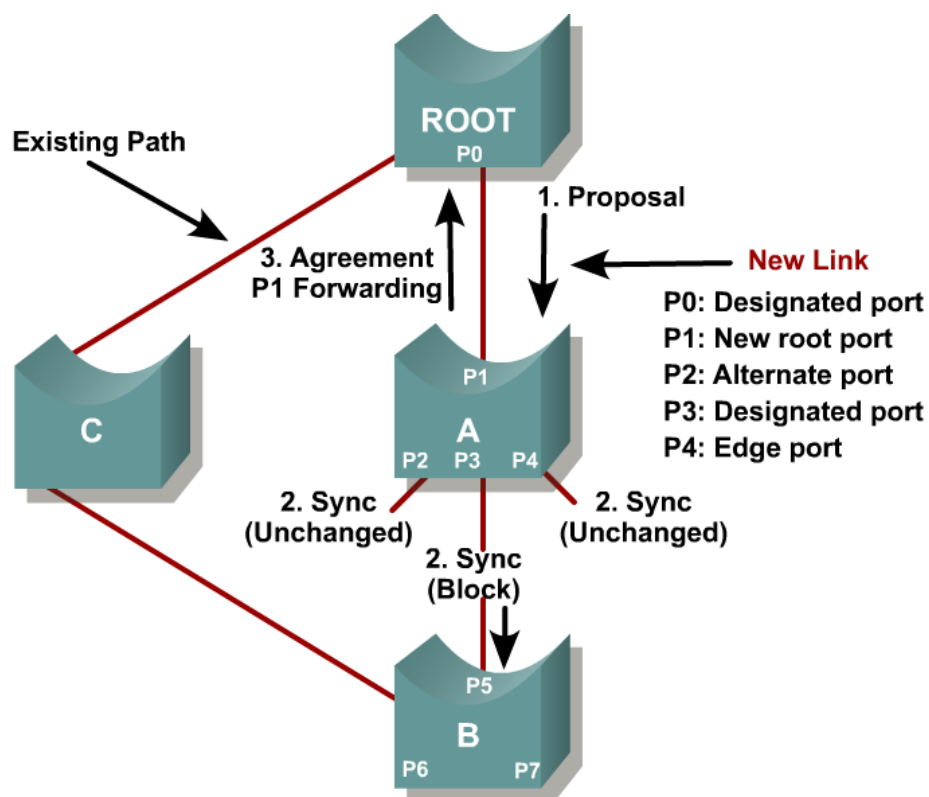 ROOT
P0
Existing Path
1. Proposal
3. Agreement
P1 Forwarding
New Link
P0: Designated port
P1: New root port
P2: Alternate port
P3: Designated port
P4: Edge port
P1
C
A
P2
P3
P4
2. Sync
(Unchanged)
2. Sync
(Unchanged)
2. Sync
(Block)
P5
B
P6
P7